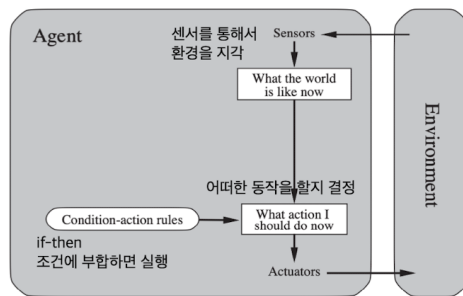 Agent
센서를 통해서
환경을 지각
Sensors
What the world
is like now
Environment
어떠한 동작을 할지 결정
Condition-action rules
What action I
should do now
if-then
조건에 부합하면 실행
Actuators